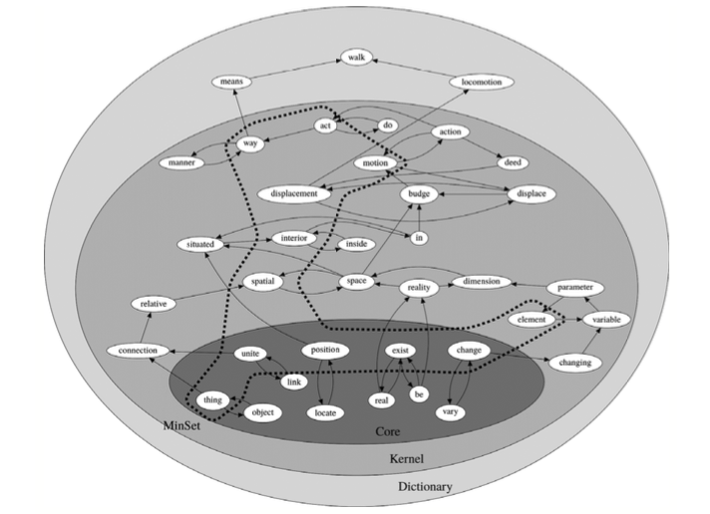 walk
means
locomotion
act
do
action
way
manner
motion
deed
displacement
budge
displace
situated
interior
inside
in
spatial
space
reality
dimension
parameter
relative
element
variable
connection
unite
position
exist
change
changing
link
thing
object
locate
real
be
vary
MinSet
Core
Kernel
Dictionary